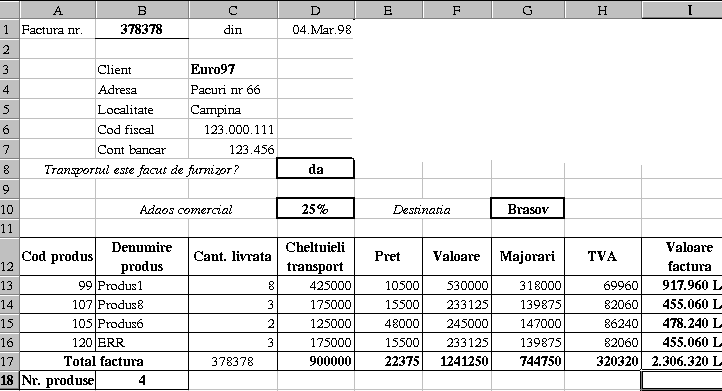 A B C D E F G H I
1 Factura nr. 378378 din 04.Mar.98
2
3 Client Euro97
4 Adresa Pacuri nr 66
5 Localitate Campina
6 Cod fiscal 123.000.111
7 Cont bancar 123.456
8 Transportul este facut de furnizor? da
9
10 Adaos comercial 25% Destinatia Brasov
11
12 Cod produs Denumire produs Cant. livrata Cheltuieli transport Pret Valoare Majorari TVA Valoare factura
13 99 Produs1 8 425000 10500 530000 318000 69960 917.960 L
14 107 Produs8 3 175000 15500 233125 139875 82060 455.060 L
15 105 Produs6 2 125000 48000 245000 147000 86240 478.240 L
16 120 ERR 3 175000 15500 233125 139875 82060 455.060 L
17 Total factura 378378 900000 22375 1241250 744750 320320 2.306.320 L
18 Nr. produse 4